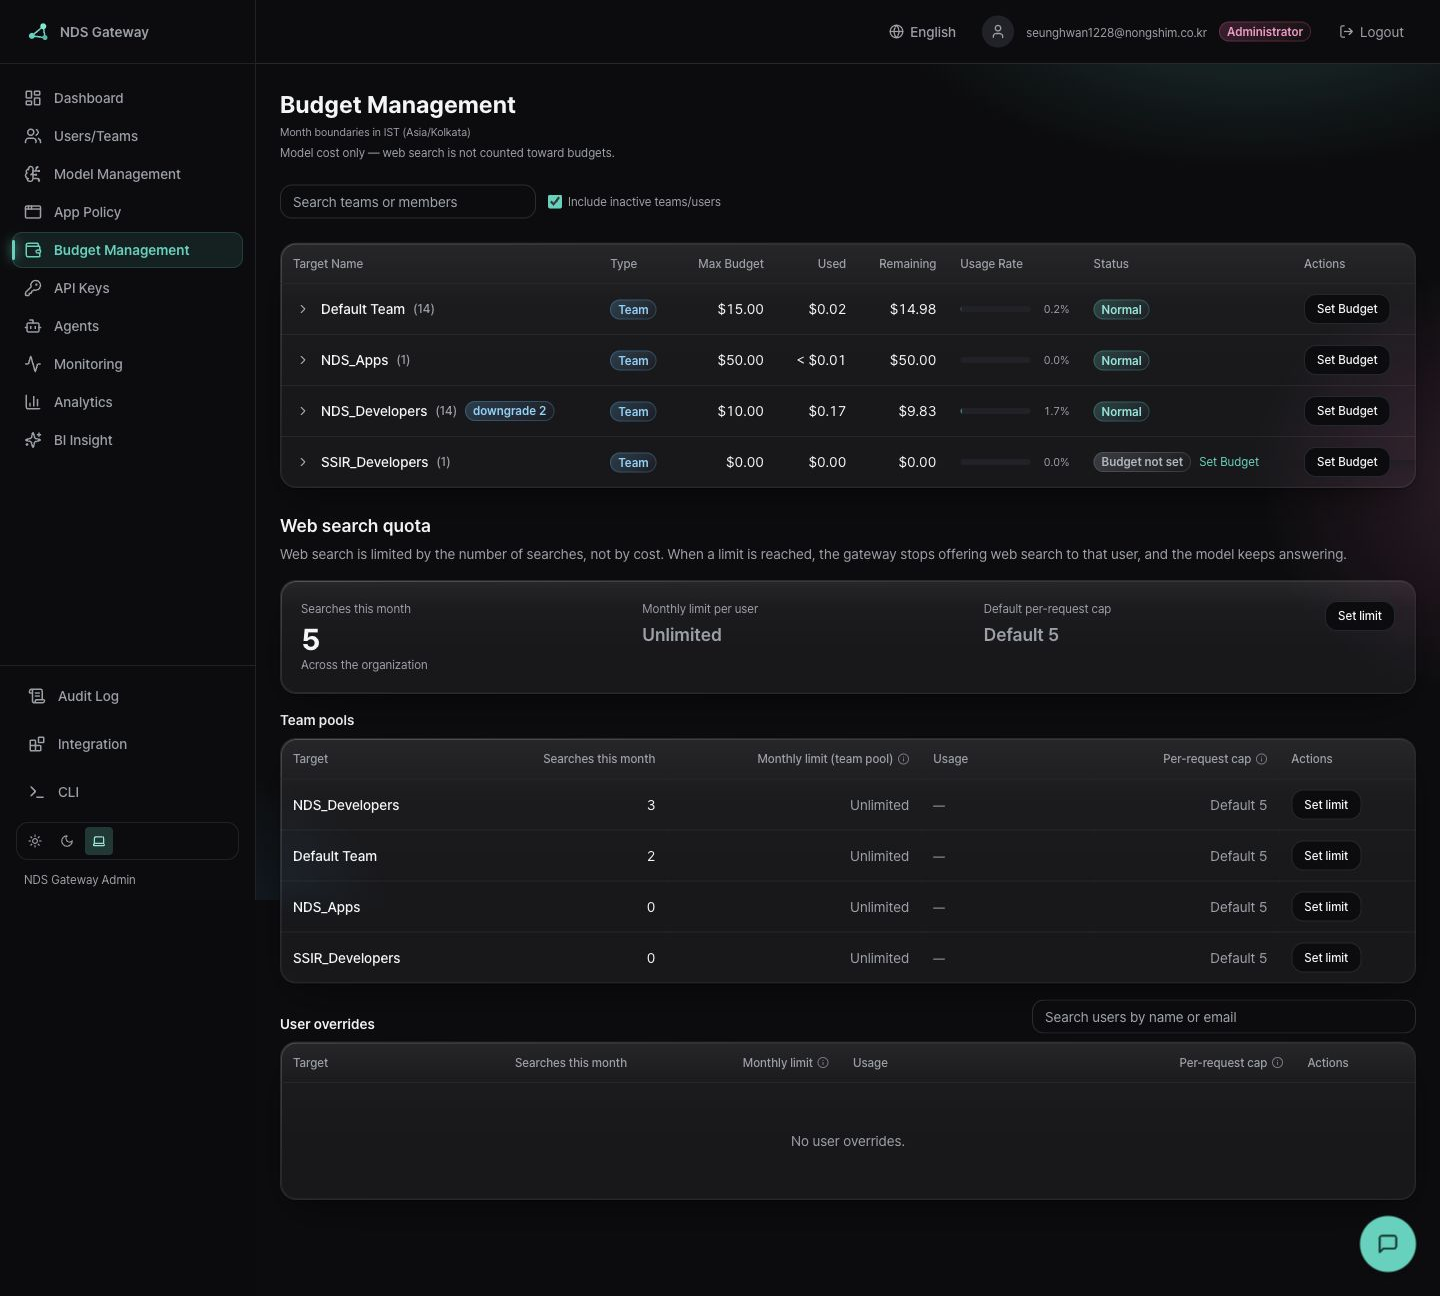 NDS Gateway
English
seunghwan1228@nongshim.co.kr
Administrator
Logout
Dashboard
Users/Teams
Model Management
App Policy
Budget Management
API Keys
Agents
Monitoring
Analytics
BI Insight
Audit Log
Integration
CLI
NDS Gateway Admin
Budget Management
Month boundaries in IST (Asia/Kolkata)
Model cost only — web search is not counted toward budgets.
Search teams or members
Include inactive teams/users
Target Name Type Max Budget Used Remaining Usage Rate Status Actions
Default Team (14) Team $15.00 $0.02 $14.98 0.2% Normal Set Budget
NDS_Apps (1) Team $50.00 < $0.01 $50.00 0.0% Normal Set Budget
NDS_Developers (14) downgrade 2 Team $10.00 $0.17 $9.83 1.7% Normal Set Budget
SSIR_Developers (1) Team $0.00 $0.00 $0.00 0.0% Budget not set Set Budget Set Budget
Web search quota
Web search is limited by the number of searches, not by cost. When a limit is reached, the gateway stops offering web search to that user, and the model keeps answering.
Searches this month
5
Across the organization
Monthly limit per user
Unlimited
Default per-request cap
Default 5
Set limit
Team pools
Target Searches this month Monthly limit (team pool) Usage Per-request cap Actions
NDS_Developers 3 Unlimited — Default 5 Set limit
Default Team 2 Unlimited — Default 5 Set limit
NDS_Apps 0 Unlimited — Default 5 Set limit
SSIR_Developers 0 Unlimited — Default 5 Set limit
User overrides
Search users by name or email
Target Searches this month Monthly limit Usage Per-request cap Actions
No user overrides.